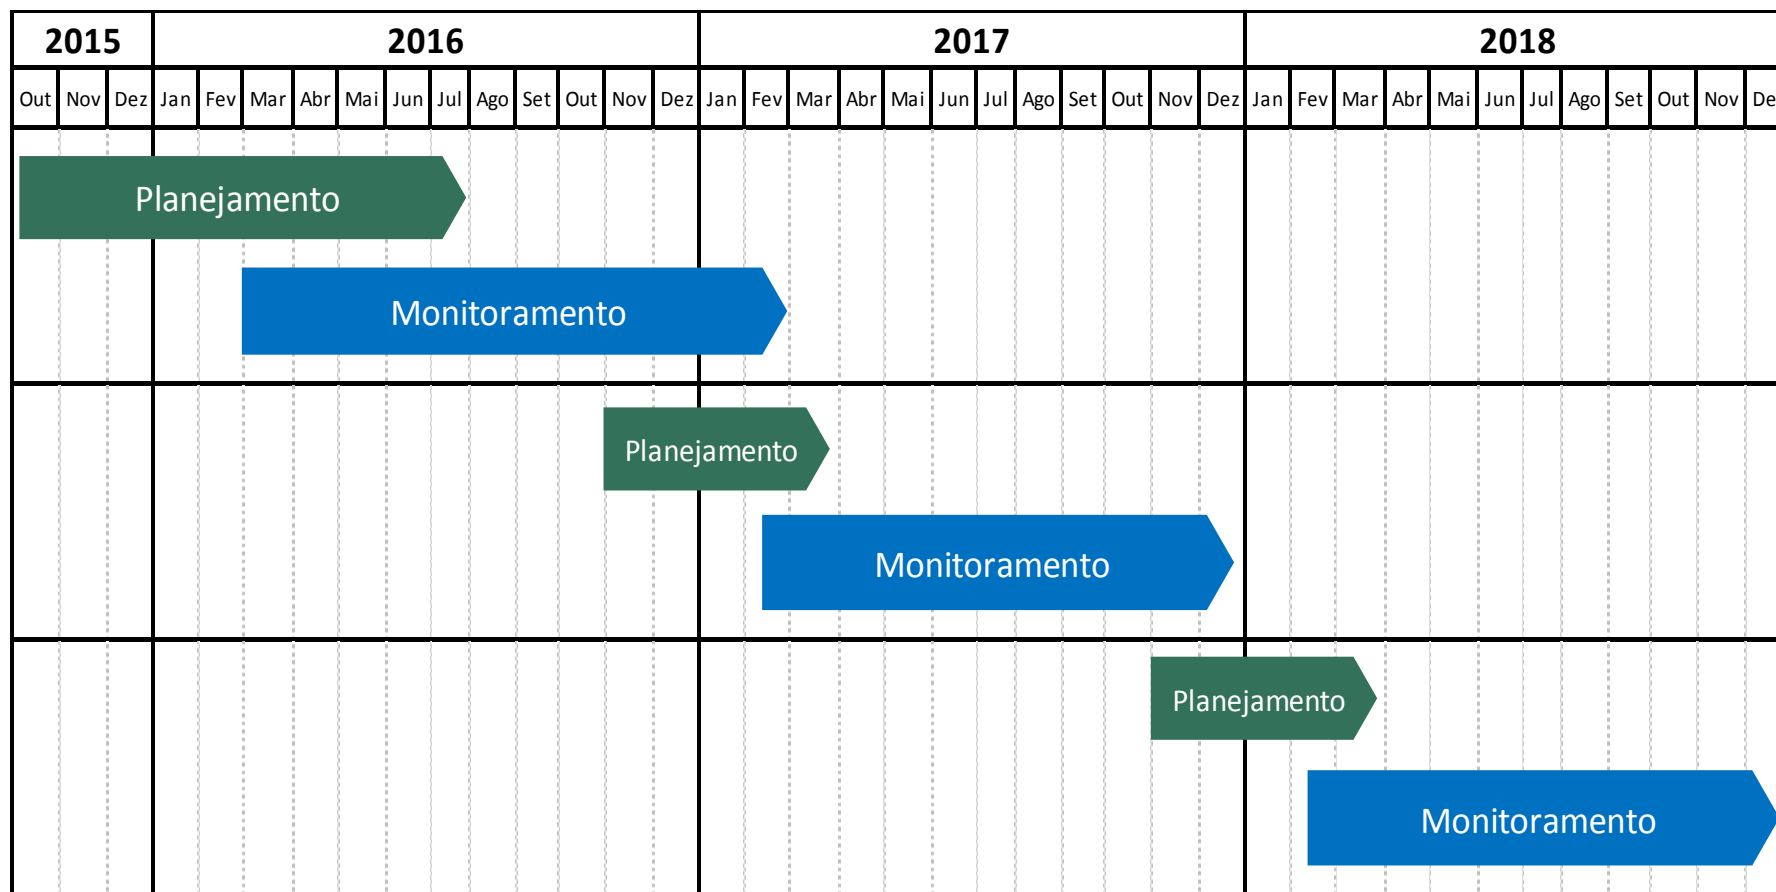 2015 2016 2017 2018
Out Nov Dez Jan Fev Mar Abr Mai Jun Jul Ago Set Out Nov Dez Jan Fev Mar Abr Mai Jun Jul Ago Set Out Nov Dez Jan Fev Mar Abr Mai Jun Jul Ago Set Out Nov De
Planejamento
Monitoramento
Planejamento
Monitoramento
Planejamento
Monitoramento